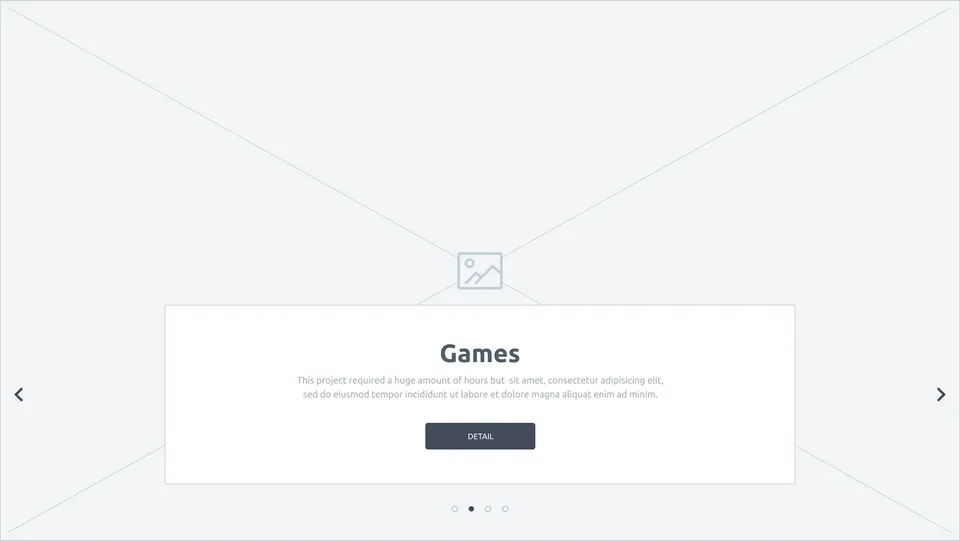 Games
This project required a huge amount of hours but sit amet, consectetur adipisicing elit,
sed do eiusmod tempor incididunt ut labore et dolore magna aliquat enim ad minim.
DETAIL